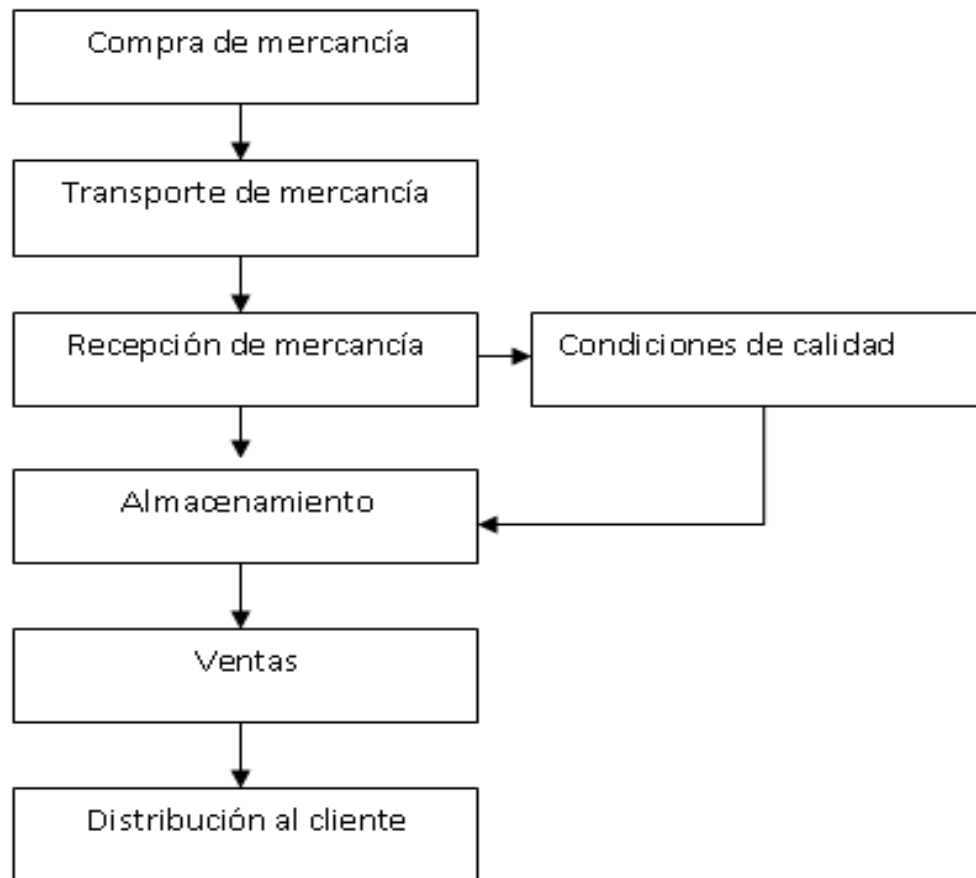 Compra de mercancía
Transporte de mercancía
Recepción de mercancía
Condiciones de calidad
Almacenamiento
Ventas
Distribución al cliente